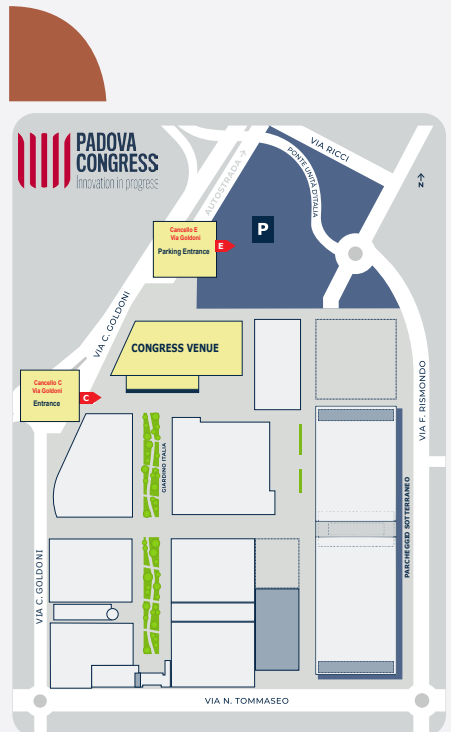 PADOVA
CONGRESS
Innovation in progress
VIA RICCI
PONTE UNITÀ D'ITALIA
AUTOSTRADA →
N
P
Cancello E
Via Goldoni
Parking Entrance
E
VIA C. GOLDONI
CONGRESS VENUE
Cancello C
Via Goldoni
Entrance
C
VIA F. RISMONDO
GIARDINO ITALIA
PARCHEGGIO SOTTERRANEO
VIA C. GOLDONI
VIA N. TOMMASEO